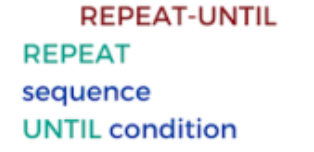 REPEAT-UNTIL
REPEAT
sequence
UNTIL condition